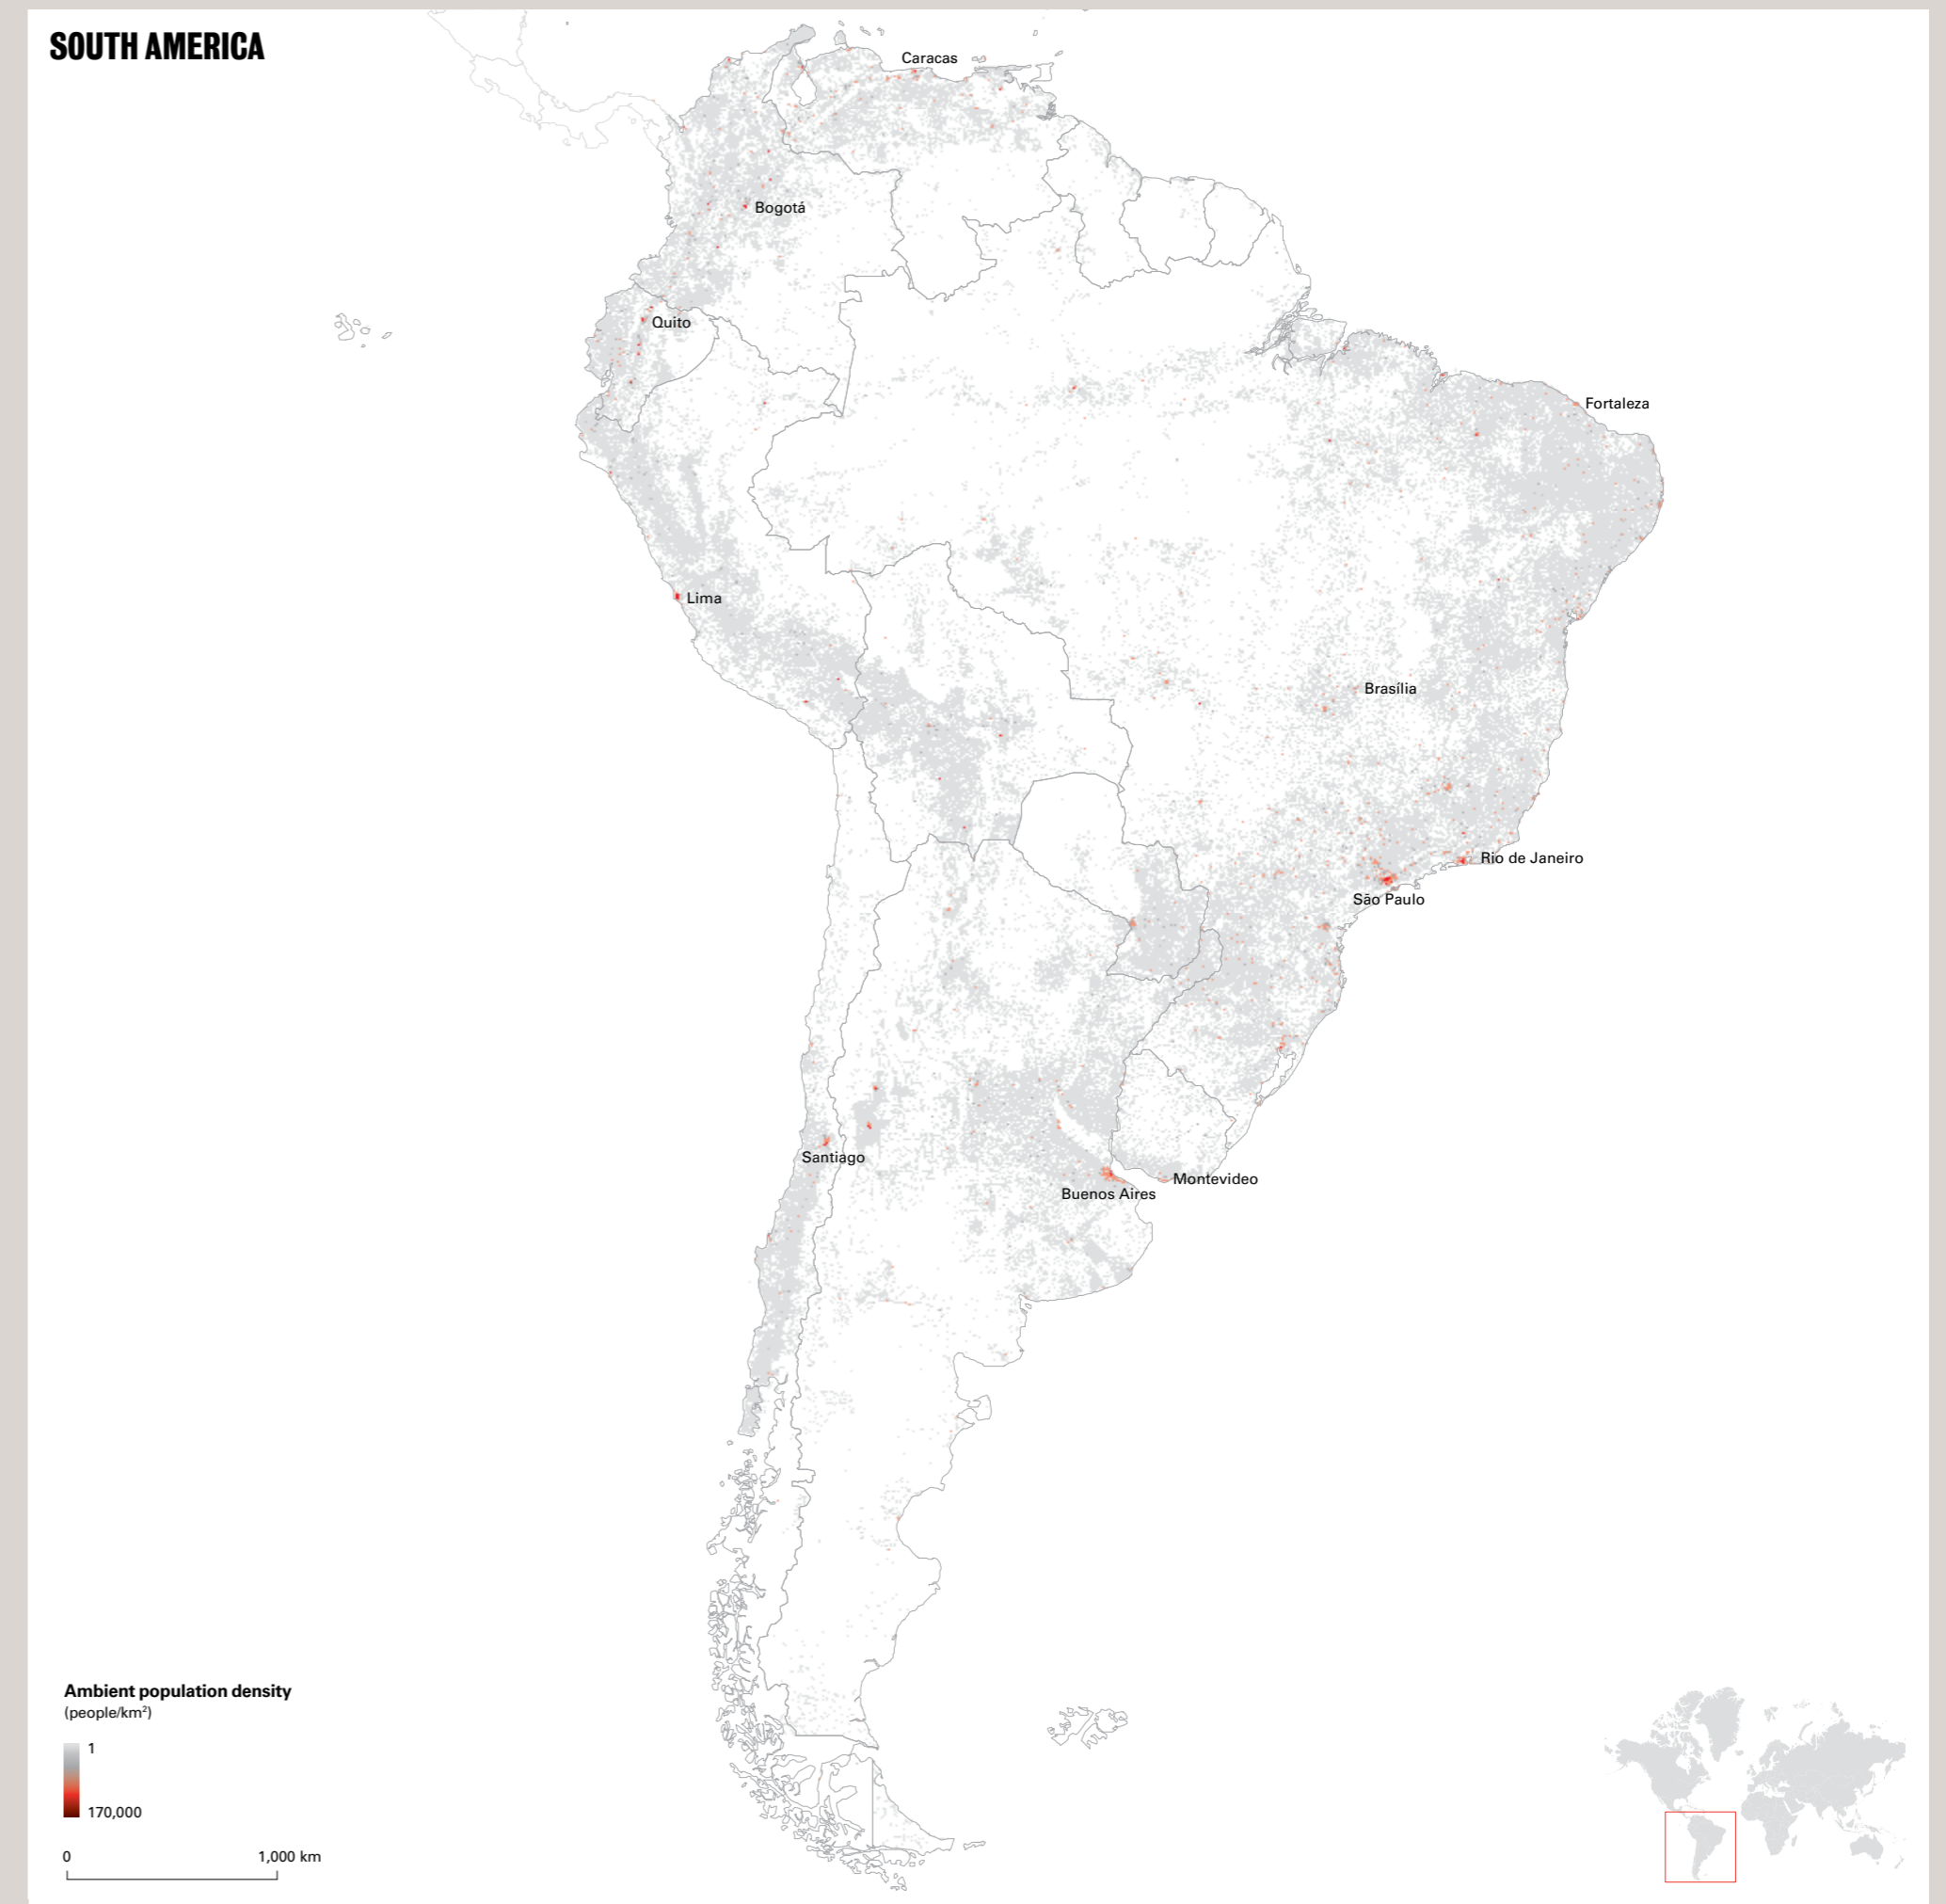 SOUTH AMERICA
Caracas
Bogotá
Quito
Fortaleza
Lima
Brasília
Rio de Janeiro
São Paulo
Santiago
Montevideo
Buenos Aires
Ambient population density
(people/km²)
1
170,000
0 1,000 km